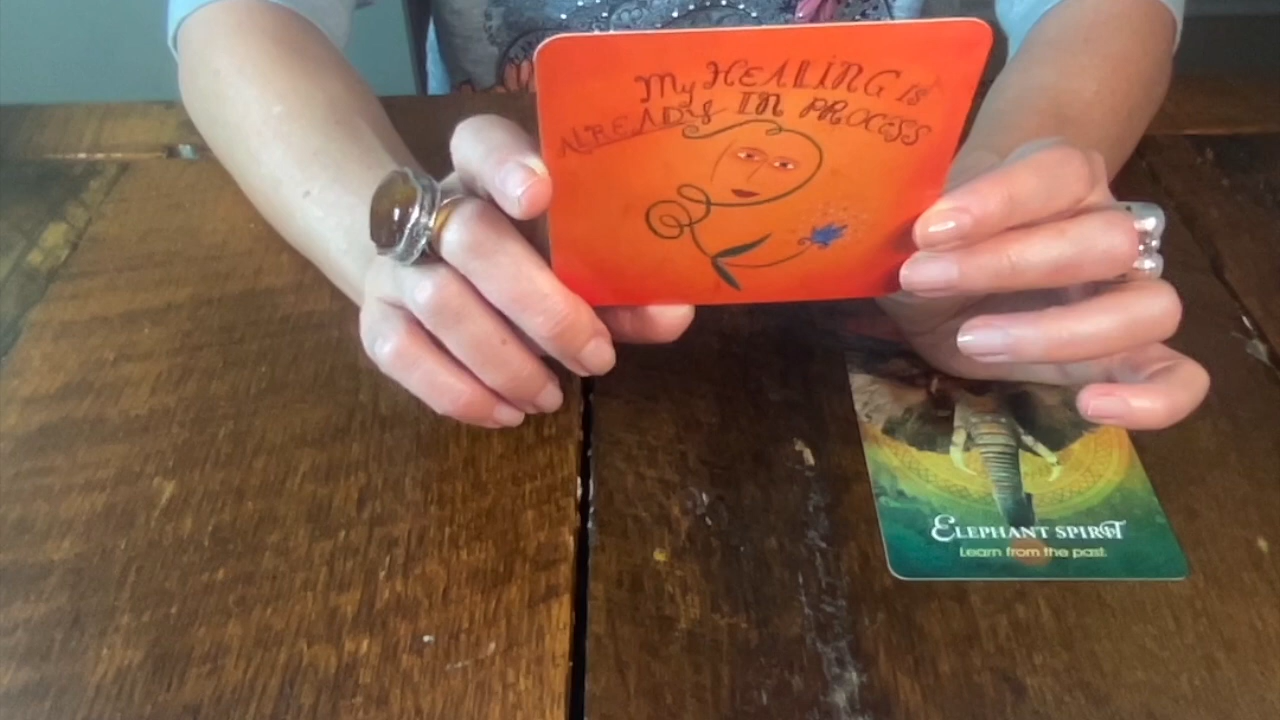 My HEALING is
ALREADY IN PROCESS
ELEPHANT SPIRIT
Learn from the past.